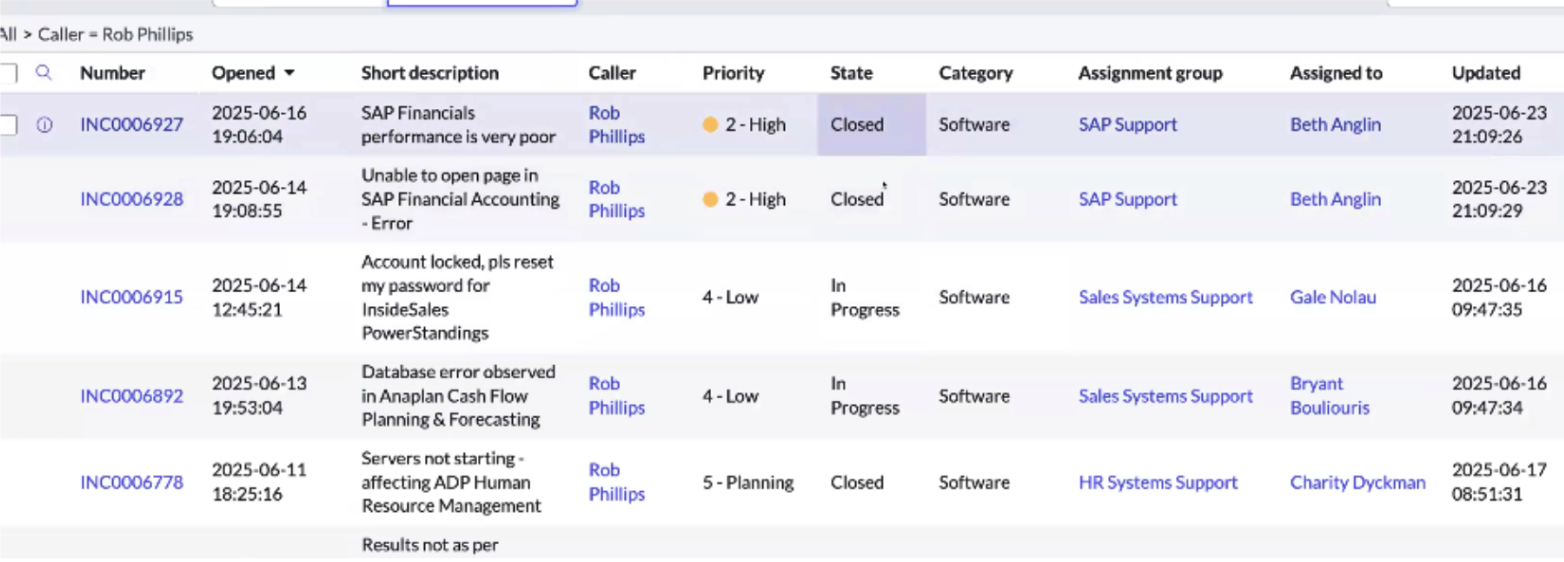 All > Caller = Rob Phillips
Number Opened Short description Caller Priority State Category Assignment group Assigned to Updated
INC0006927 2025-06-16 19:06:04 SAP Financials performance is very poor Rob Phillips 2 - High Closed Software SAP Support Beth Anglin 2025-06-23 21:09:26
INC0006928 2025-06-14 19:08:55 Unable to open page in SAP Financial Accounting - Error Rob Phillips 2 - High Closed Software SAP Support Beth Anglin 2025-06-23 21:09:29
INC0006915 2025-06-14 12:45:21 Account locked, pls reset my password for InsideSales PowerStandings Rob Phillips 4 - Low In Progress Software Sales Systems Support Gale Nolau 2025-06-16 09:47:35
INC0006892 2025-06-13 19:53:04 Database error observed in Anaplan Cash Flow Planning & Forecasting Rob Phillips 4 - Low In Progress Software Sales Systems Support Bryant Bouliouris 2025-06-16 09:47:34
INC0006778 2025-06-11 18:25:16 Servers not starting - affecting ADP Human Resource Management Rob Phillips 5 - Planning Closed Software HR Systems Support Charity Dyckman 2025-06-17 08:51:31
Results not as per